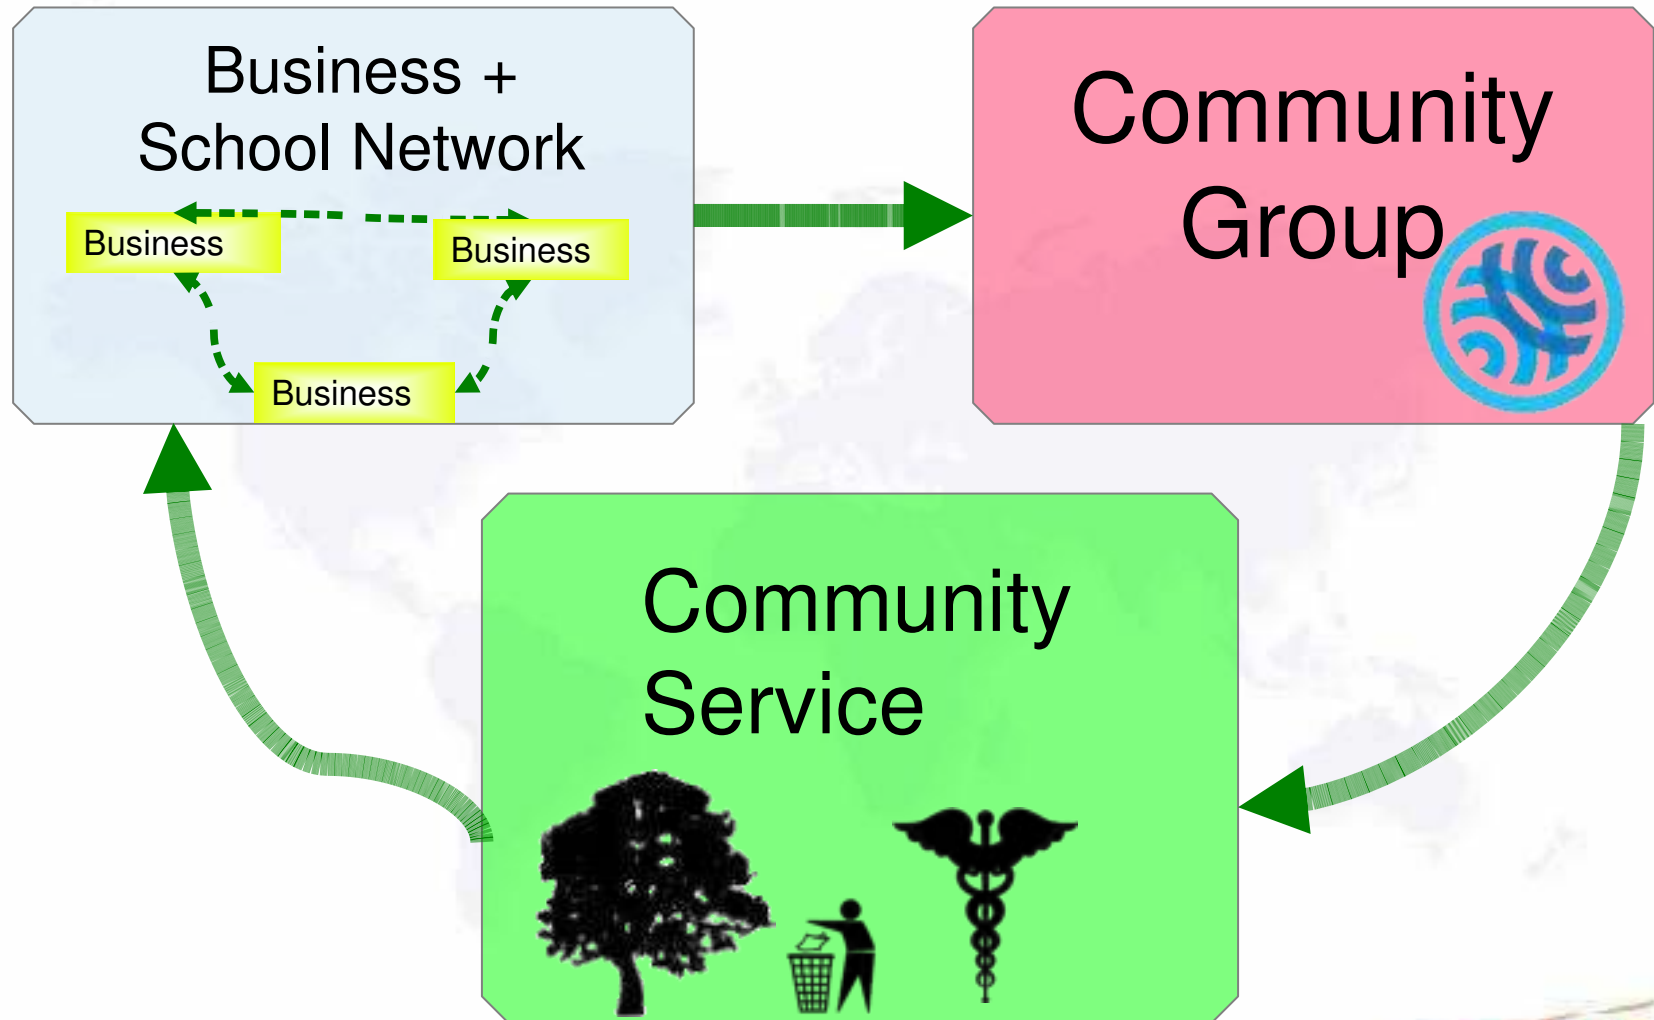 Business +
School Network
Business
Business
Business
Community
Group
Community
Service